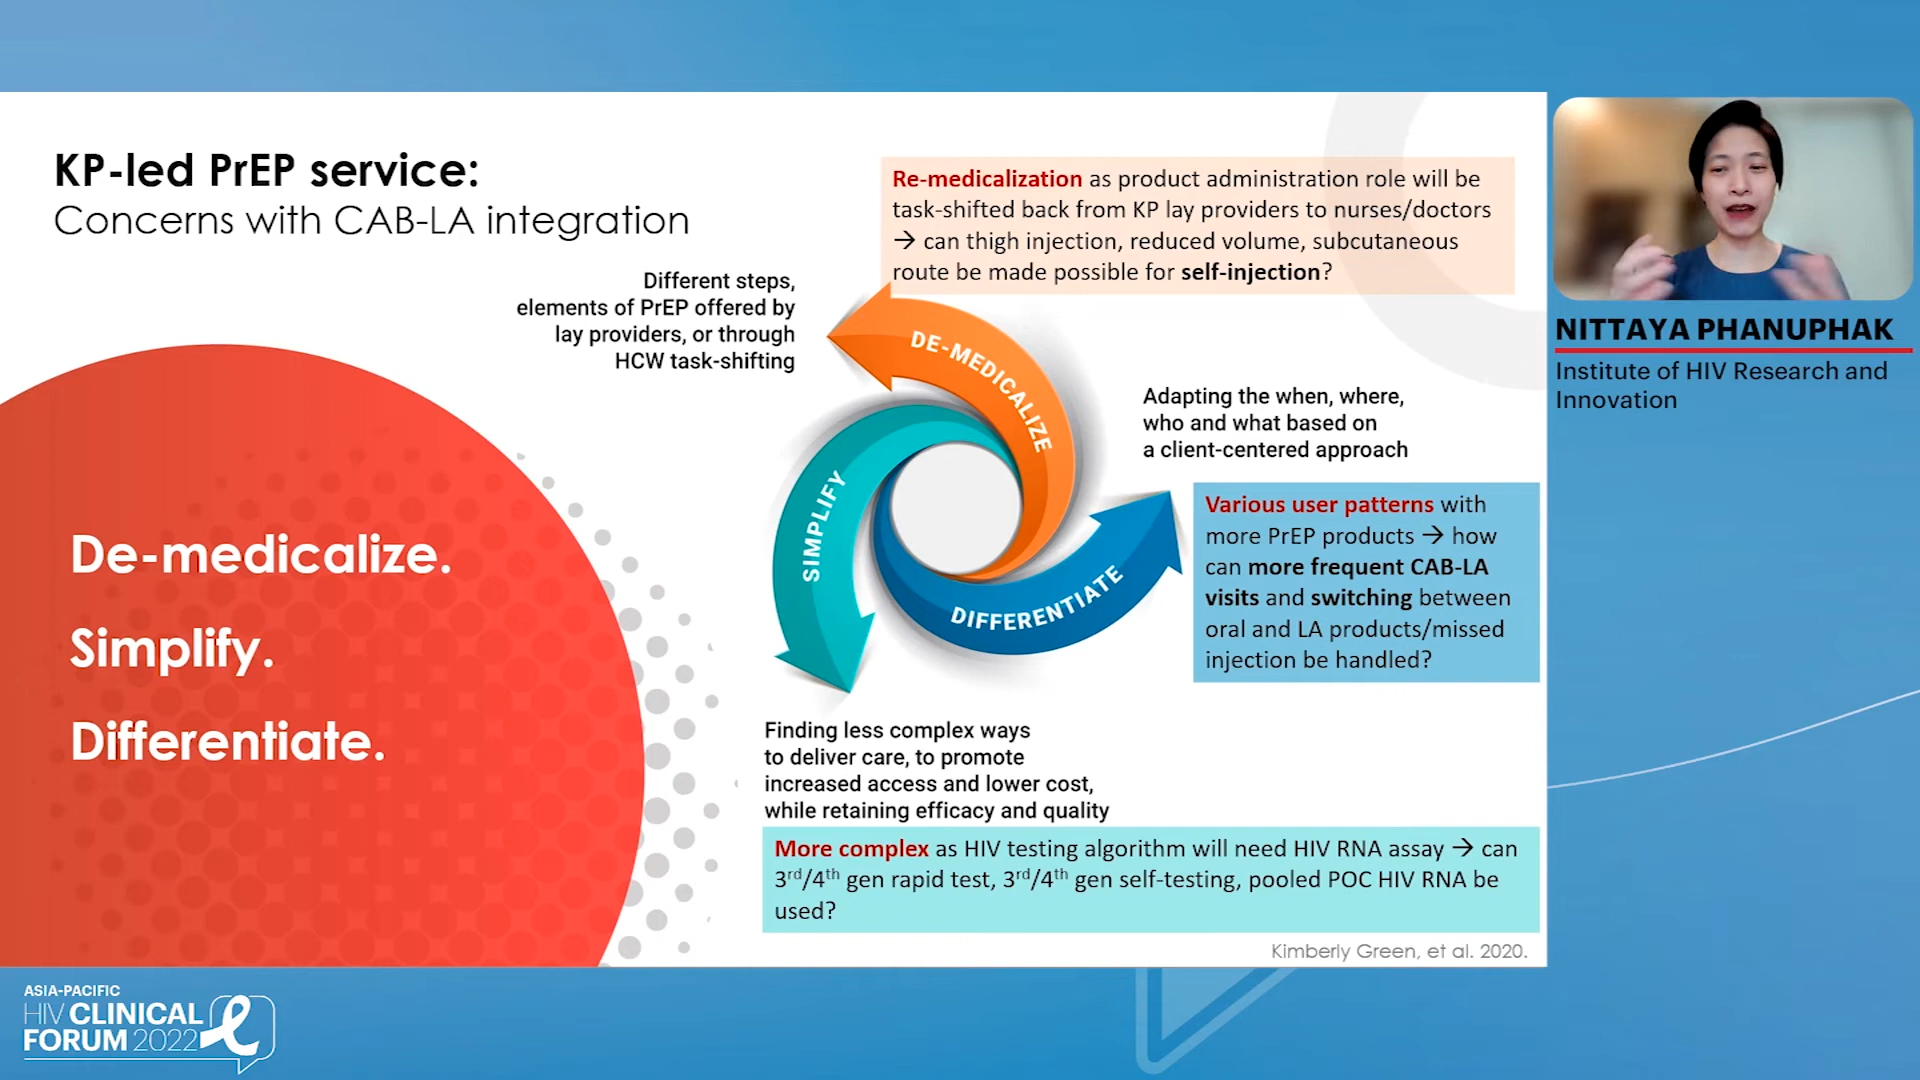 KP-led PrEP service:
Concerns with CAB-LA integration
Re-medicalization as product administration role will be
task-shifted back from KP lay providers to nurses/doctors
→ can thigh injection, reduced volume, subcutaneous
route be made possible for self-injection?
Different steps,
elements of PrEP offered by
lay providers, or through
HCW task-shifting
DE-MEDICALIZE
SIMPLIFY
DIFFERENTIATE
Adapting the when, where,
who and what based on
a client-centered approach
Various user patterns with
more PrEP products → how
can more frequent CAB-LA
visits and switching between
oral and LA products/missed
injection be handled?
De-medicalize.
Simplify.
Differentiate.
Finding less complex ways
to deliver care, to promote
increased access and lower cost,
while retaining efficacy and quality
More complex as HIV testing algorithm will need HIV RNA assay → can
3rd/4th gen rapid test, 3rd/4th gen self-testing, pooled POC HIV RNA be
used?
Kimberly Green, et al. 2020.
NITTAYA PHANUPHAK
Institute of HIV Research and
Innovation
ASIA-PACIFIC
HIV CLINICAL
FORUM 2022